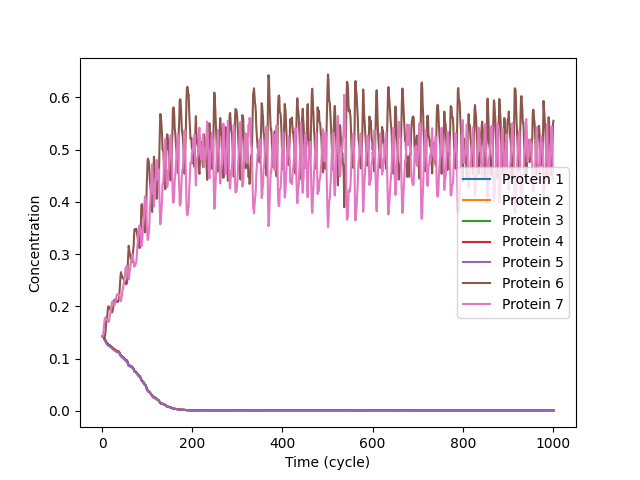 Concentration
0.6
0.5
0.4
0.3
0.2
0.1
0.0
Protein 1
Protein 2
Protein 3
Protein 4
Protein 5
Protein 6
Protein 7
0 200 400 600 800 1000
Time (cycle)